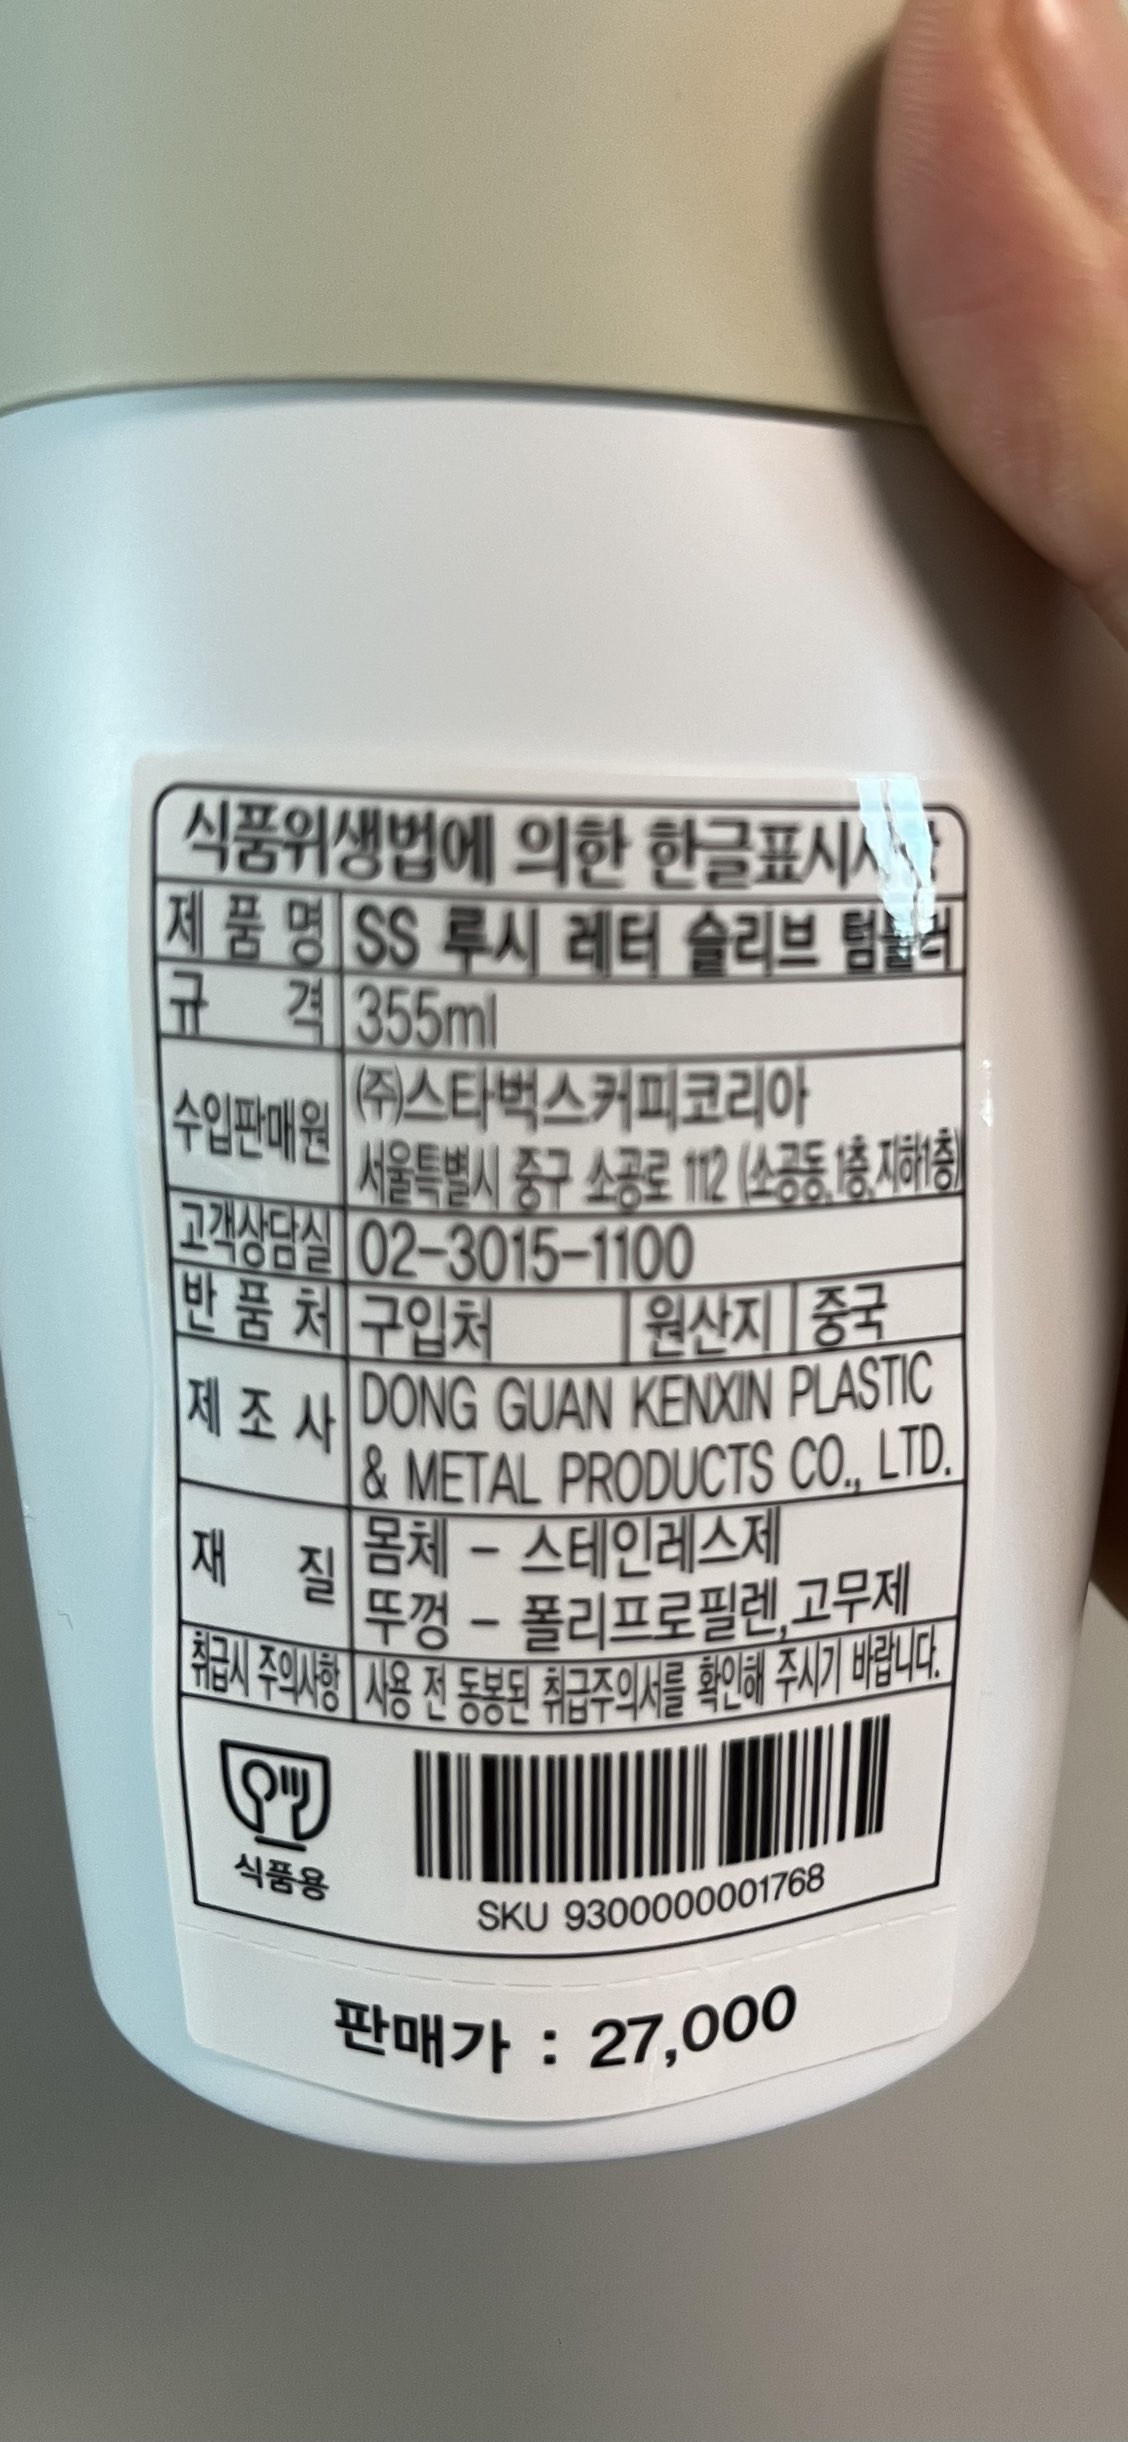 식품위생법에 의한 한글표시사항
제 품 명 SS 루시 레터 슬리브 텀블러
규 격 355ml
수입판매원 (주)스타벅스커피코리아
서울특별시 중구 소공로 112 (소공동,1층,지하1층)
고객상담실 02-3015-1100
반 품 처 구입처 원산지 중국
제 조 사 DONG GUAN KENXIN PLASTIC
& METAL PRODUCTS CO., LTD.
재 질 몸체 - 스테인레스제
뚜껑 - 폴리프로필렌,고무제
취급시 주의사항 사용 전 동봉된 취급주의서를 확인해 주시기 바랍니다.
식품용
SKU 9300000001768
판매가 : 27,000